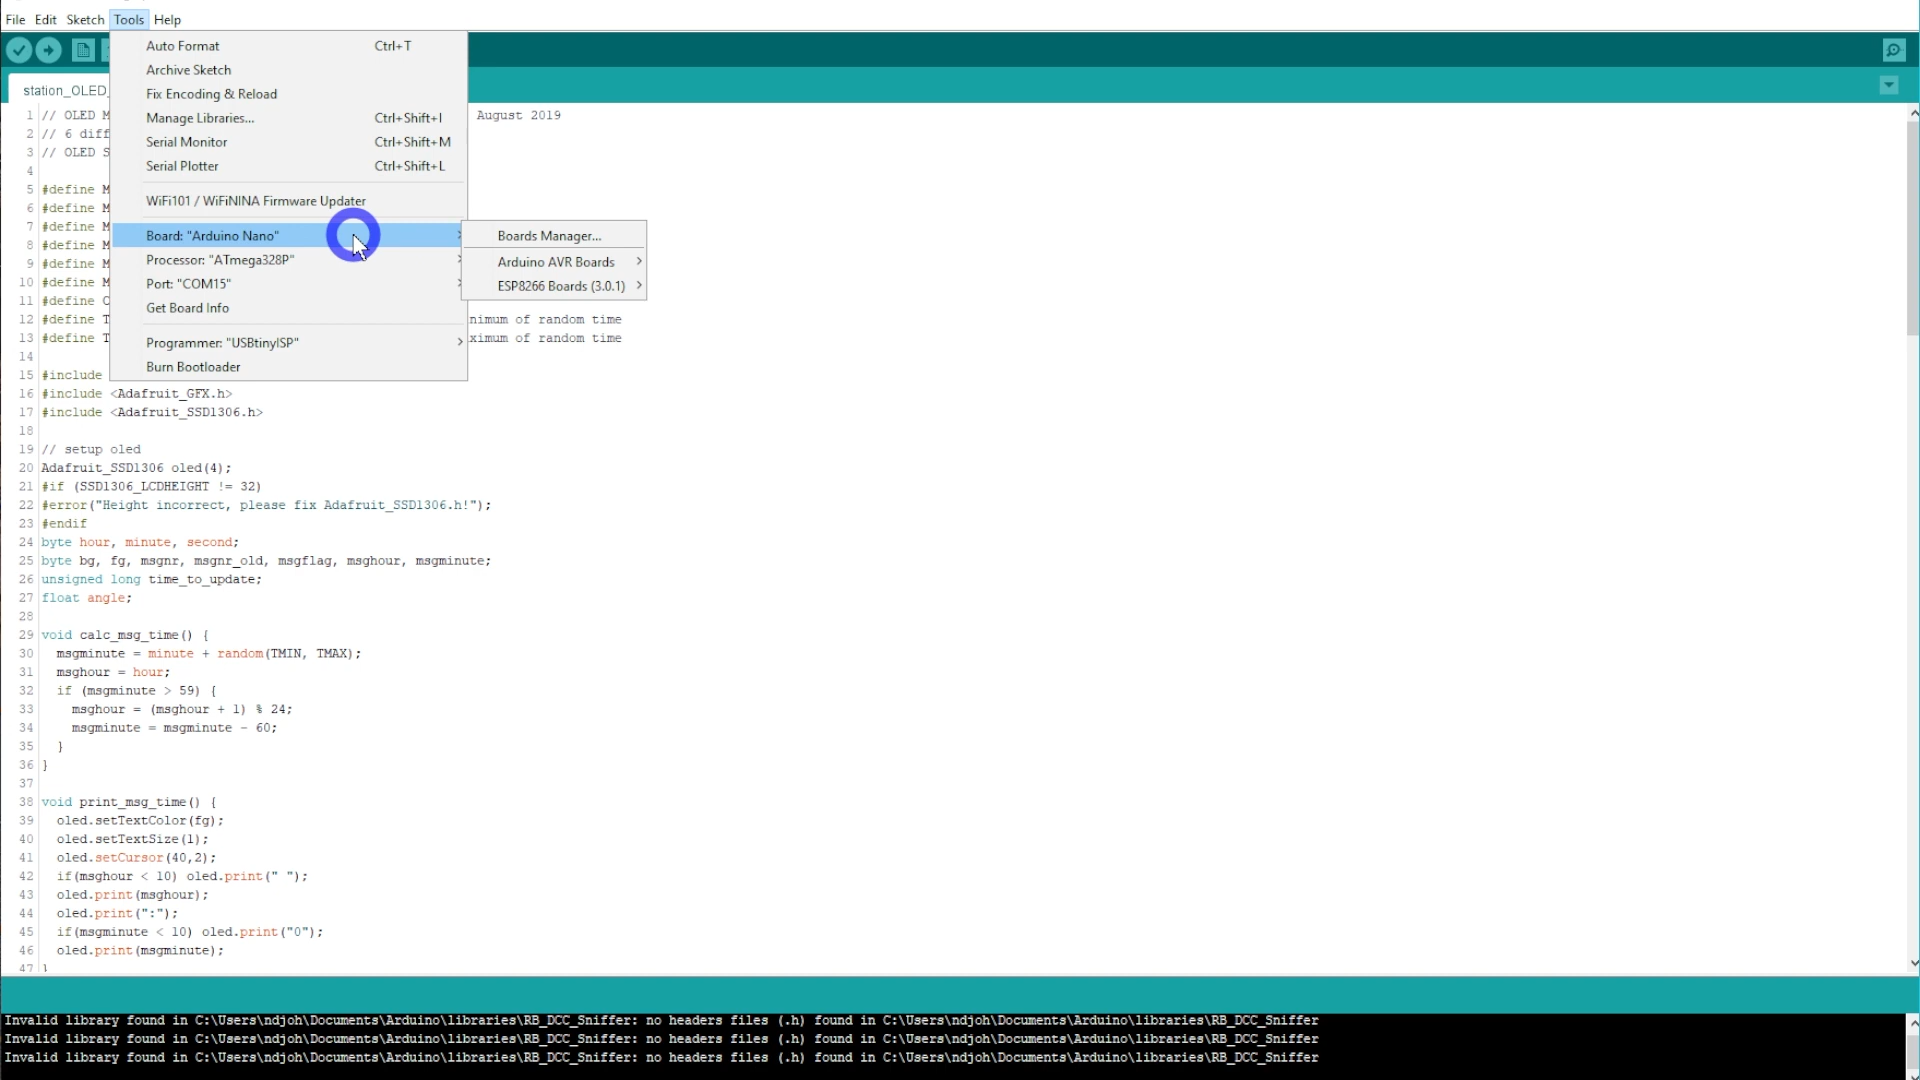 File Edit Sketch Tools Help
Auto Format Ctrl+T
Archive Sketch
Fix Encoding & Reload
Manage Libraries... Ctrl+Shift+I
Serial Monitor Ctrl+Shift+M
Serial Plotter Ctrl+Shift+L
WiFi101 / WiFiNINA Firmware Updater
Board: "Arduino Nano"
Processor: "ATmega328P"
Port: "COM15"
Get Board Info
Programmer: "USBtinyISP"
Burn Bootloader
Boards Manager...
Arduino AVR Boards
ESP8266 Boards (3.0.1)
station_OLED_
1 // OLED M August 2019
2 // 6 diff
3 // OLED S
4
5 #define M
6 #define M
7 #define M
8 #define M
9 #define M
10 #define M
11 #define C
12 #define T nimum of random time
13 #define T ximum of random time
14
15 #include
16 #include <Adafruit_GFX.h>
17 #include <Adafruit_SSD1306.h>
18
19 // setup oled
20 Adafruit_SSD1306 oled(4);
21 #if (SSD1306_LCDHEIGHT != 32)
22 #error("Height incorrect, please fix Adafruit_SSD1306.h!");
23 #endif
24 byte hour, minute, second;
25 byte bg, fg, msgnr, msgnr_old, msgflag, msghour, msgminute;
26 unsigned long time_to_update;
27 float angle;
28
29 void calc_msg_time() {
30 msgminute = minute + random(TMIN, TMAX);
31 msghour = hour;
32 if (msgminute > 59) {
33 msghour = (msghour + 1) % 24;
34 msgminute = msgminute - 60;
35 }
36 }
37
38 void print_msg_time() {
39 oled.setTextColor(fg);
40 oled.setTextSize(1);
41 oled.setCursor(40,2);
42 if(msghour < 10) oled.print(" ");
43 oled.print(msghour);
44 oled.print(":");
45 if(msgminute < 10) oled.print("0");
46 oled.print(msgminute);
47 }
Invalid library found in C:\Users\ndjoh\Documents\Arduino\libraries\RB_DCC_Sniffer: no headers files (.h) found in C:\Users\ndjoh\Documents\Arduino\libraries\RB_DCC_Sniffer
Invalid library found in C:\Users\ndjoh\Documents\Arduino\libraries\RB_DCC_Sniffer: no headers files (.h) found in C:\Users\ndjoh\Documents\Arduino\libraries\RB_DCC_Sniffer
Invalid library found in C:\Users\ndjoh\Documents\Arduino\libraries\RB_DCC_Sniffer: no headers files (.h) found in C:\Users\ndjoh\Documents\Arduino\libraries\RB_DCC_Sniffer